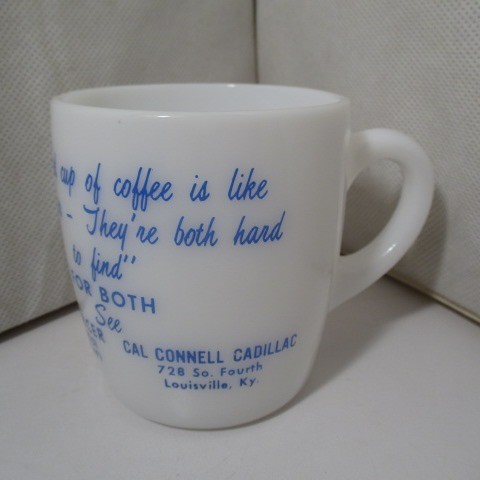 cup of coffee is like
- They're both hard
to find"
FOR BOTH
See
CAL CONNELL CADILLAC
728 So. Fourth
Louisville, Ky.